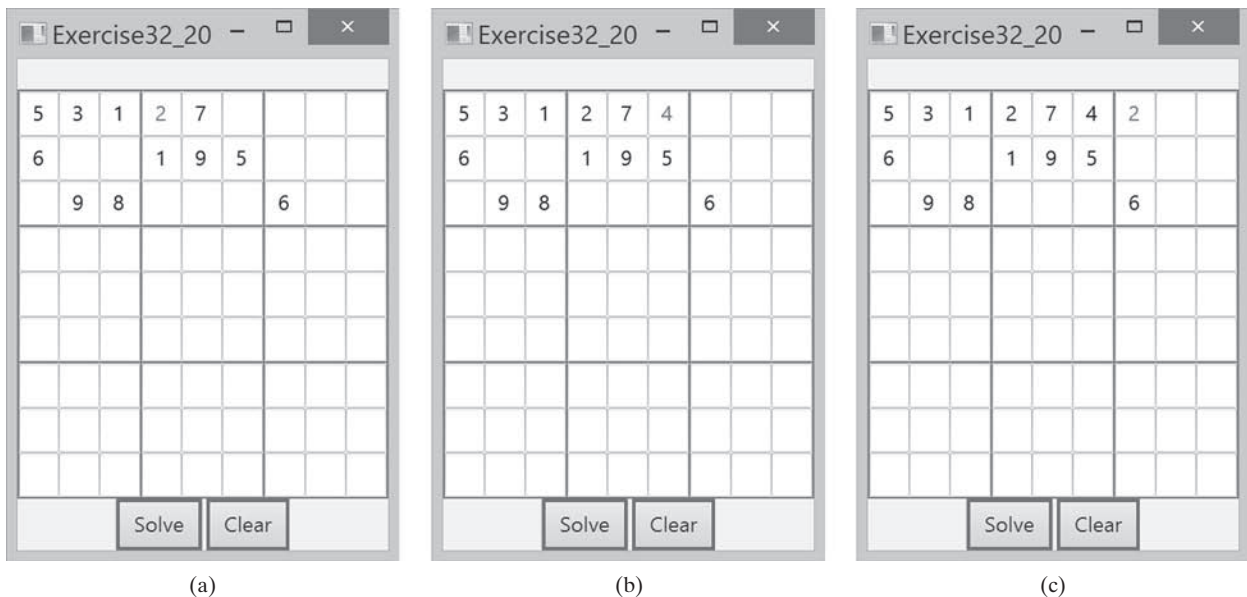 Exercise32_20
5 3 1 2 7
6 1 9 5
9 8 6
Solve Clear
(a)
Exercise32_20
5 3 1 2 7 4
6 1 9 5
9 8 6
Solve Clear
(b)
Exercise32_20
5 3 1 2 7 4 2
6 1 9 5
9 8 6
Solve Clear
(c)